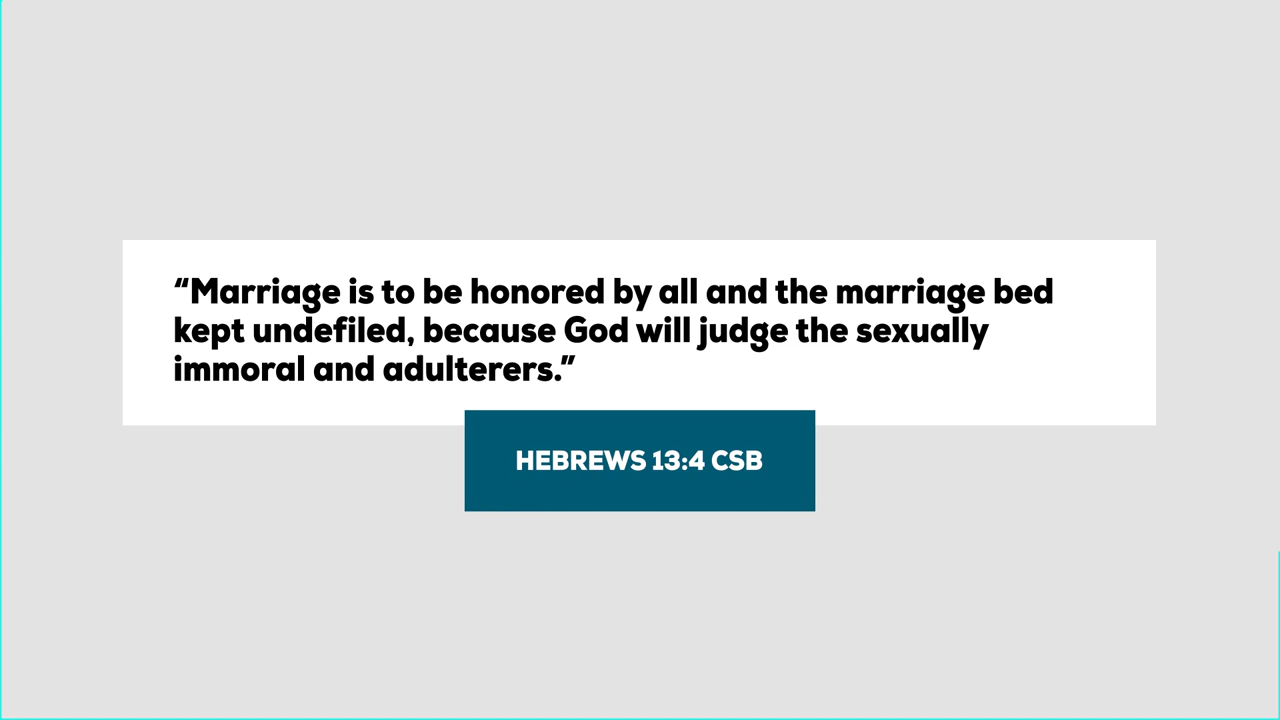 “Marriage is to be honored by all and the marriage bed
kept undefiled, because God will judge the sexually
immoral and adulterers.”
HEBREWS 13:4 CSB